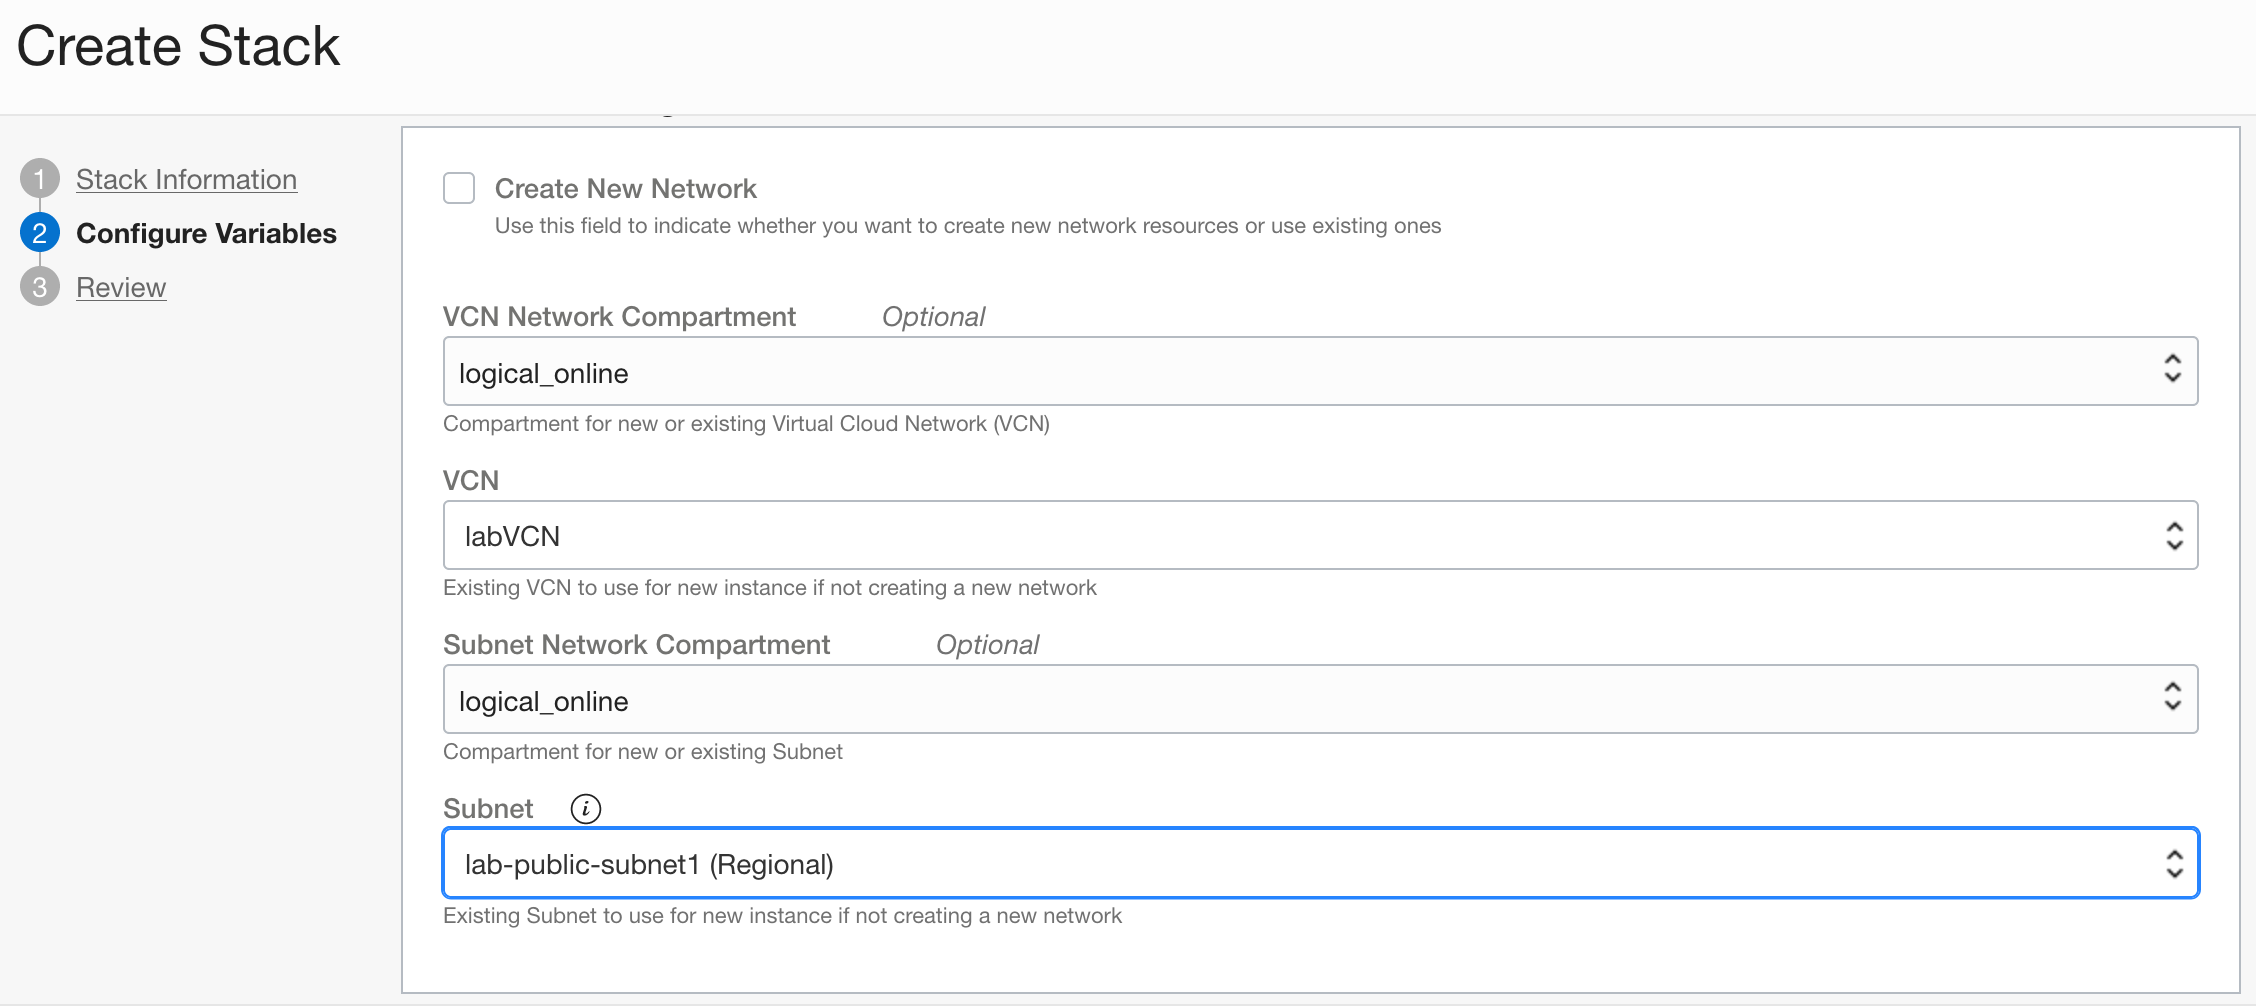 Create Stack
1 Stack Information
2 Configure Variables
3 Review
Create New Network
Use this field to indicate whether you want to create new network resources or use existing ones
VCN Network Compartment Optional
logical_online
Compartment for new or existing Virtual Cloud Network (VCN)
VCN
labVCN
Existing VCN to use for new instance if not creating a new network
Subnet Network Compartment Optional
logical_online
Compartment for new or existing Subnet
Subnet i
lab-public-subnet1 (Regional)
Existing Subnet to use for new instance if not creating a new network